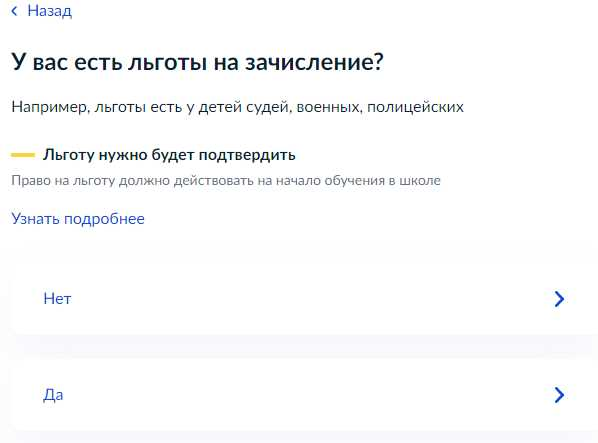 Назад
У вас есть льготы на зачисление?
Например, льготы есть у детей судей, военных, полицейских
Льготу нужно будет подтвердить
Право на льготу должно действовать на начало обучения в школе
Узнать подробнее
Нет
Да